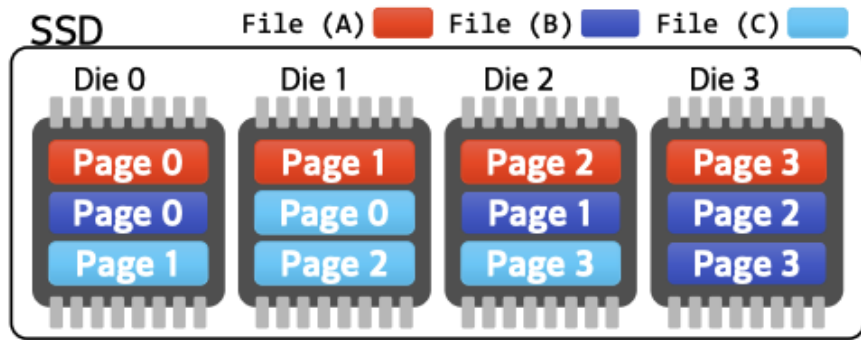 SSD File (A) File (B) File (C)
Die 0 Die 1 Die 2 Die 3
Page 0 Page 1 Page 2 Page 3
Page 0 Page 0 Page 1 Page 2
Page 1 Page 2 Page 3 Page 3